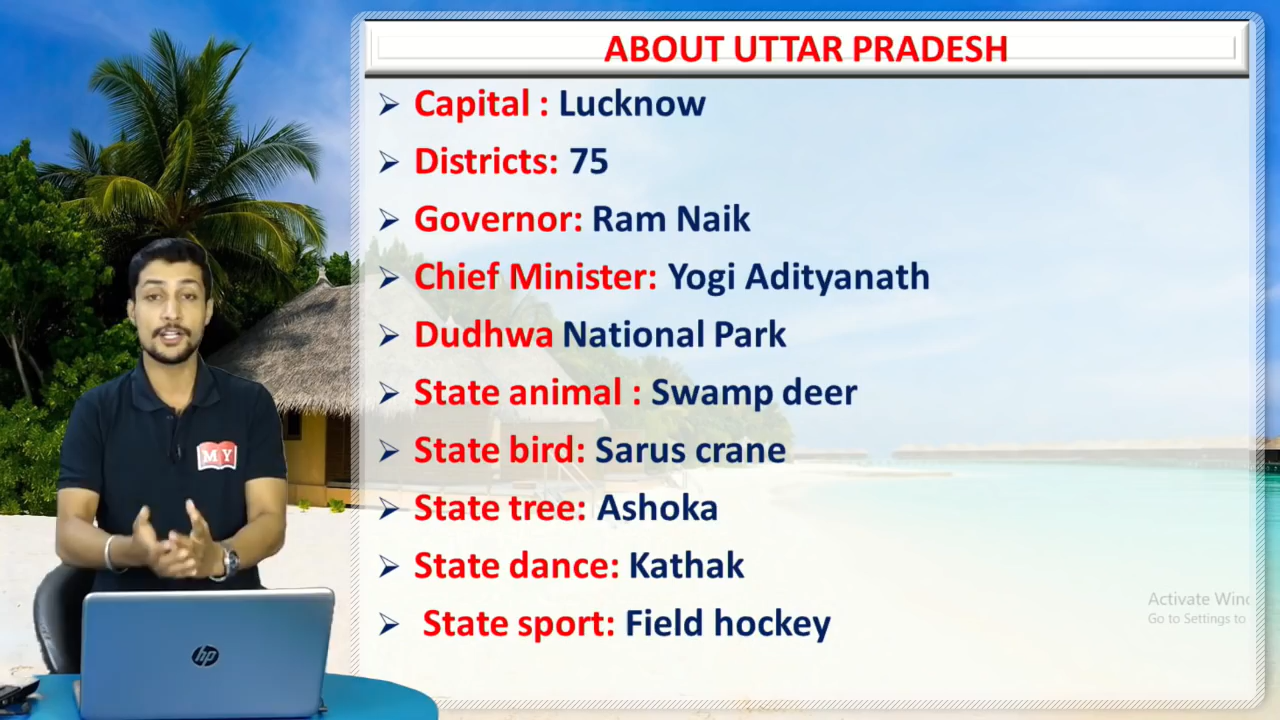 ABOUT UTTAR PRADESH
Capital : Lucknow
Districts: 75
Governor: Ram Naik
Chief Minister: Yogi Adityanath
Dudhwa National Park
State animal : Swamp deer
State bird: Sarus crane
State tree: Ashoka
State dance: Kathak
State sport: Field hockey
MY
hp
Activate Wind
Go to Settings to